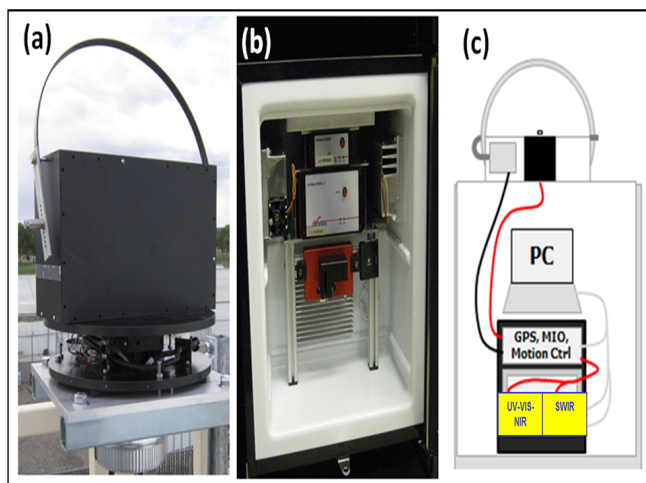 (a)
(b)
(c)
PC
GPS, MIO,
Motion Ctrl
UV-VIS-
NIR
SWIR